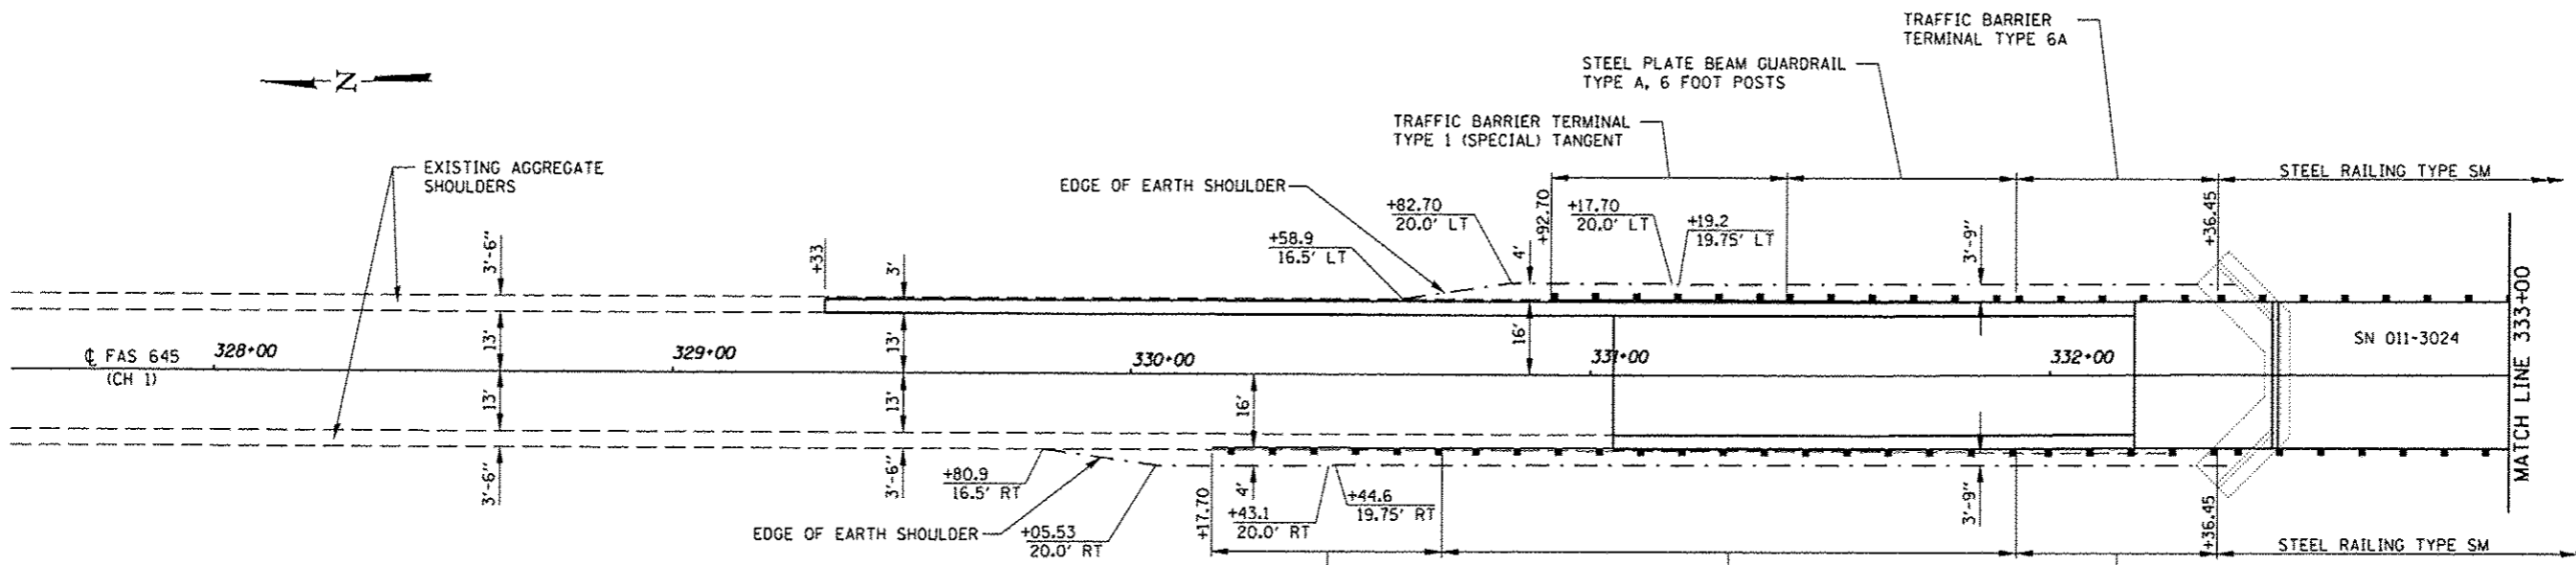 TRAFFIC BARRIER
TERMINAL TYPE 6A
STEEL PLATE BEAM GUARDRAIL
TYPE A, 6 FOOT POSTS
TRAFFIC BARRIER TERMINAL
TYPE 1 (SPECIAL) TANGENT
Z
EXISTING AGGREGATE
SHOULDERS
EDGE OF EARTH SHOULDER
STEEL RAILING TYPE SM
+82.70
20.0' LT
+92.70
+17.70
20.0' LT
+19.2
19.75' LT
+36.45
+58.9
16.5' LT
3'-6"
+33
3'
4'
3'-9"
13'
13'
16'
℄ FAS 645
(CH 1)
328+00
329+00
330+00
331+00
332+00
SN 011-3024
MATCH LINE 333+00
13'
13'
16'
3'-6"
3'-6"
+80.9
16.5' RT
+05.53
20.0' RT
+17.70
4'
+43.1
20.0' RT
+44.6
19.75' RT
3'-9"
+36.45
EDGE OF EARTH SHOULDER
STEEL RAILING TYPE SM